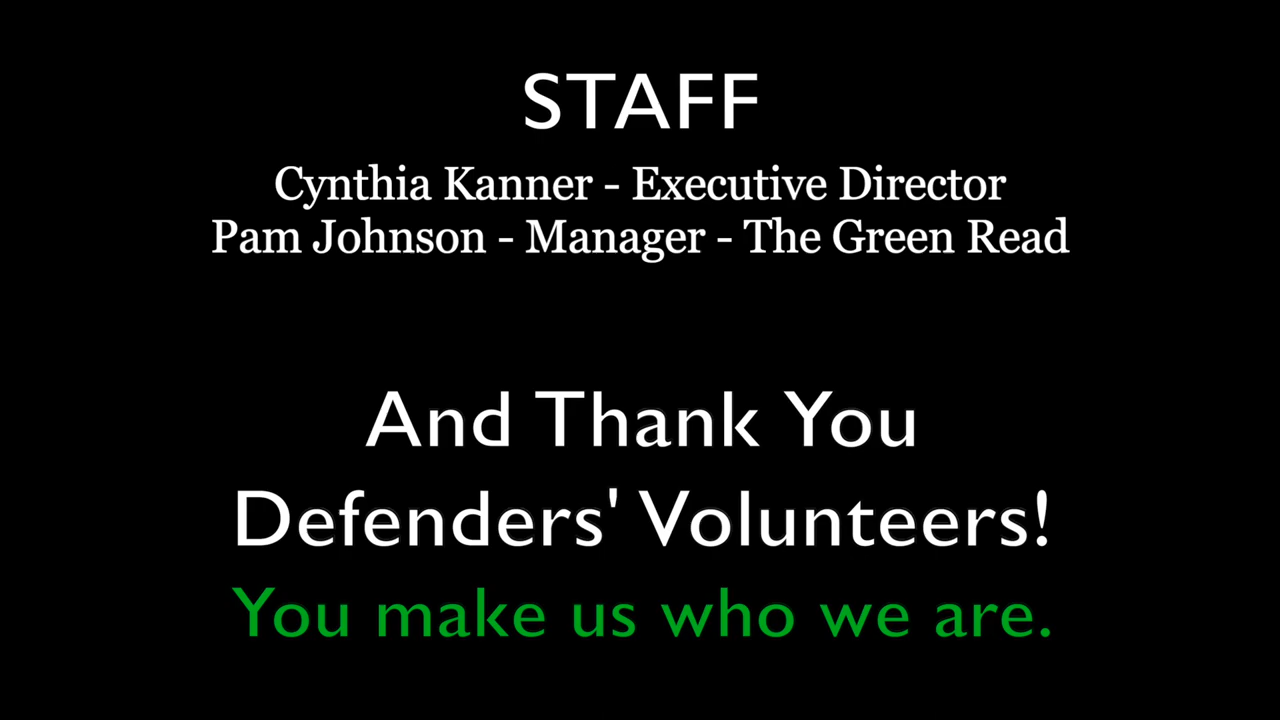 STAFF
Cynthia Kanner - Executive Director
Pam Johnson - Manager - The Green Read
And Thank You
Defenders' Volunteers!
You make us who we are.